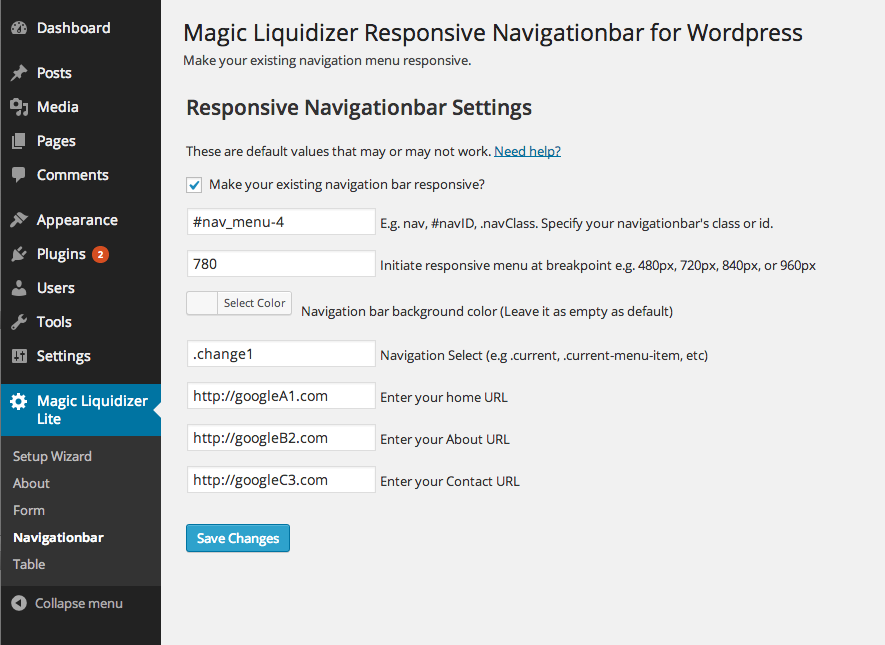 Dashboard
Posts
Media
Pages
Comments
Appearance
Plugins 2
Users
Tools
Settings
Magic Liquidizer
Lite
Setup Wizard
About
Form
Navigationbar
Table
Collapse menu
Magic Liquidizer Responsive Navigationbar for Wordpress
Make your existing navigation menu responsive.
Responsive Navigationbar Settings
These are default values that may or may not work. Need help?
Make your existing navigation bar responsive?
#nav_menu-4 E.g. nav, #navID, .navClass. Specify your navigationbar's class or id.
780 Initiate responsive menu at breakpoint e.g. 480px, 720px, 840px, or 960px
Select Color Navigation bar background color (Leave it as empty as default)
.change1 Navigation Select (e.g .current, .current-menu-item, etc)
http://googleA1.com Enter your home URL
http://googleB2.com Enter your About URL
http://googleC3.com Enter your Contact URL
Save Changes